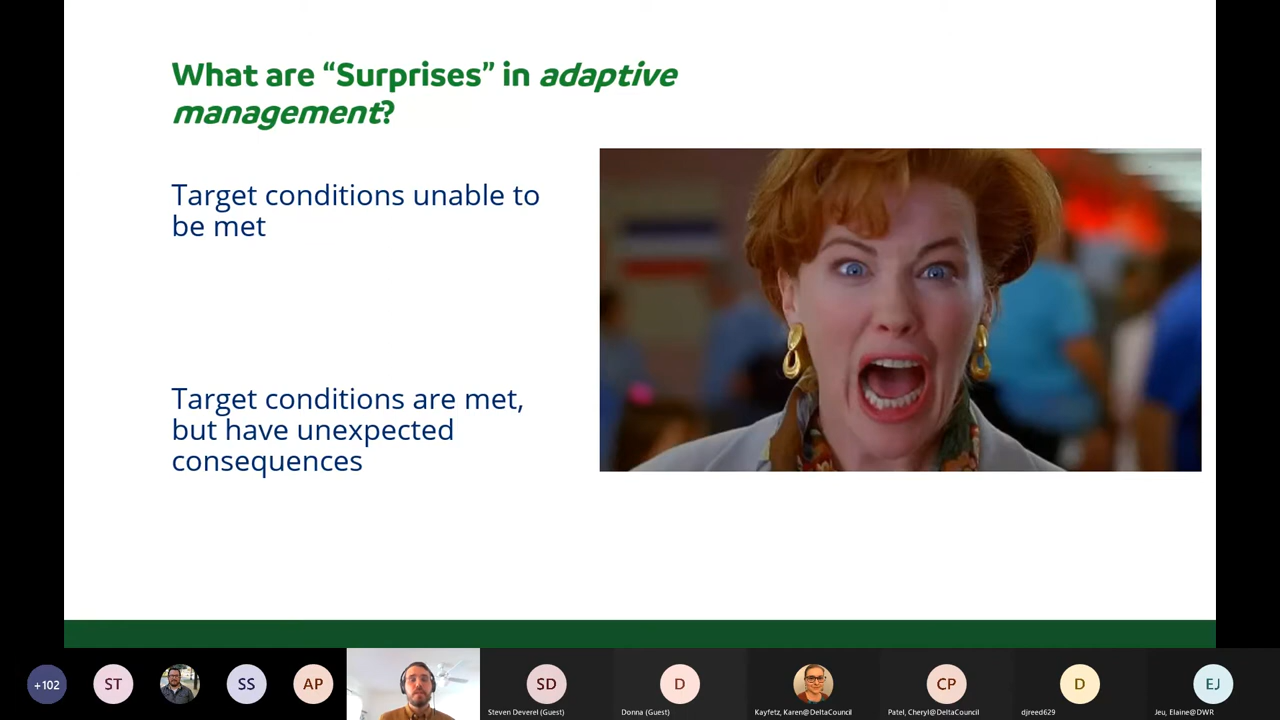 What are “Surprises” in adaptive
management?
Target conditions unable to
be met
Target conditions are met,
but have unexpected
consequences
+102
ST
SS
AP
SD
Steven Deverel (Guest)
D
Donna (Guest)
Kayfetz, Karen@DeltaCouncil
CP
Patel, Cheryl@DeltaCouncil
D
djreed629
EJ
Jeu, Elaine@DWR